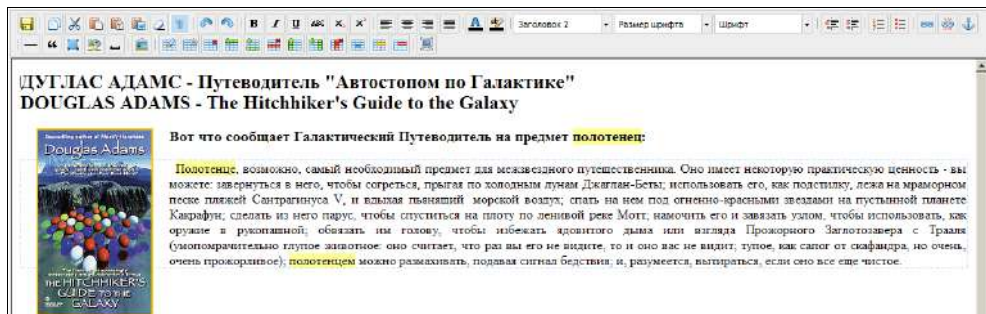 Заголовок 2
Размер шрифта
Шрифт
ДУГЛАС АДАМС - Путеводитель "Автостопом по Галактике"
DOUGLAS ADAMS - The Hitchhiker's Guide to the Galaxy
Douglas Adams
THE HITCHHIKER'S
GUIDE TO THE
GALAXY
Вот что сообщает Галактический Путеводитель на предмет полотенец:
Полотенце, возможно, самый необходимый предмет для межзвездного путешественника. Оно имеет некоторую практическую ценность - вы
можете: завернуться в него, чтобы согреться, прыгая по холодным лунам Джаглан-Беты; использовать его, как подстилку, лежа на мраморном
песке пляжей Сантрагинуса V, и вдыхая пьянящий морской воздух; спать на нем под огненно-красными звездами на пустынной планете
Какрафун; сделать из него парус, чтобы спуститься на плоту по ленивой реке Мотт; намочить его и завязать узлом, чтобы использовать, как
оружие в рукопашной; обвязать им голову, чтобы избежать ядовитого дыма или взгляда Прожорного Заглотозавера с Трааля
(умопомрачительно глупое животное: оно считает, что раз вы его не видите, то и оно вас не видит; тупое, как сапог от скафандра, но очень,
очень прожорливое); полотенцем можно размахивать, подавая сигнал бедствия; и, разумеется, вытираться, если оно все еще чистое.